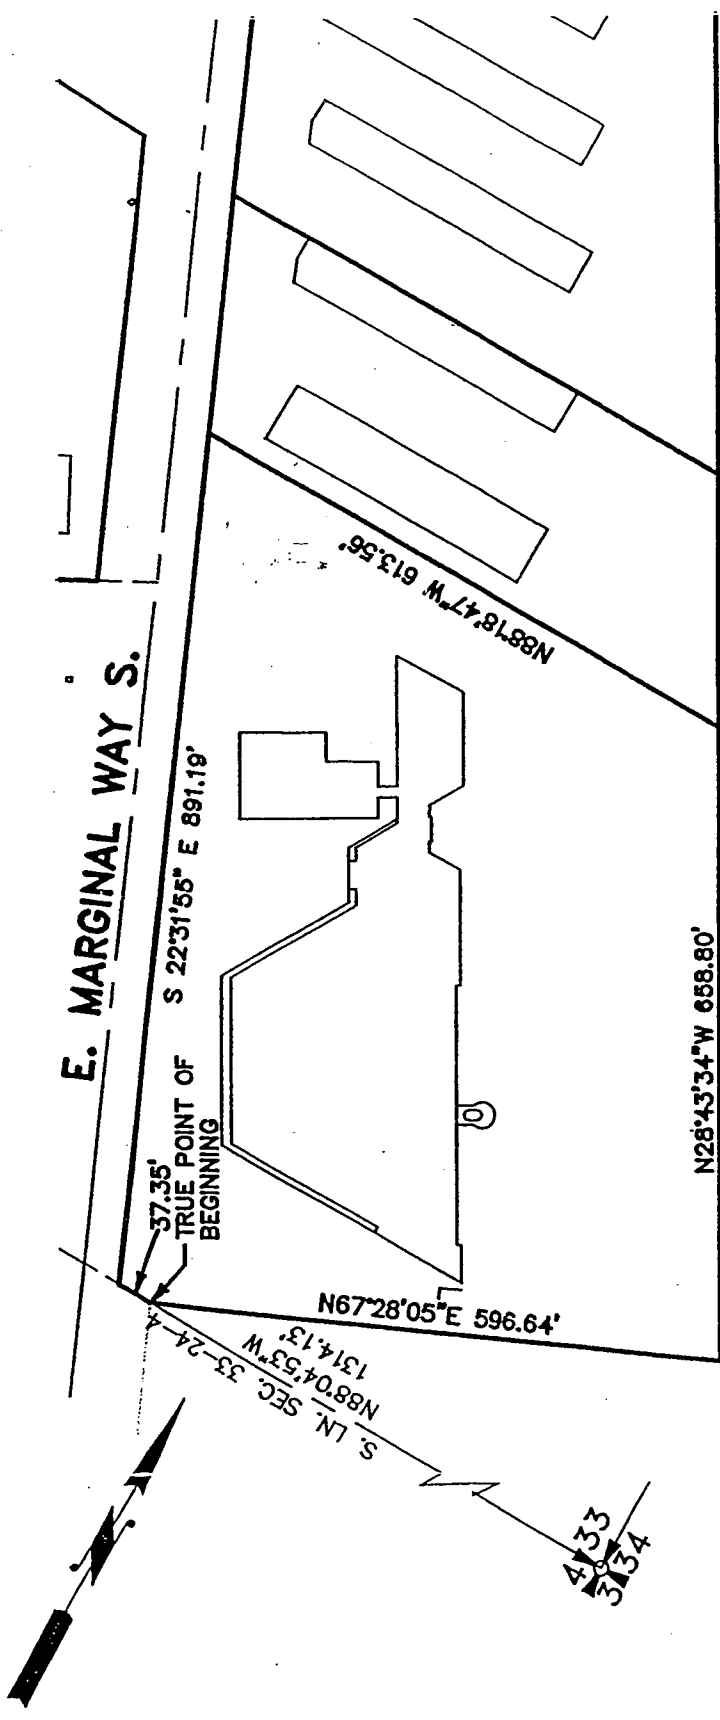 N88°18'47"W 613.56'
E. MARGINAL WAY S.
S 22°31'55" E 891.19'
N28°43'34"W 658.80'
37.35'
TRUE POINT OF
BEGINNING
N67°28'05"E 596.64'
S. LN. SEC. 33-24-4
N88°04'53"W
1314.13'
4 33
3 34